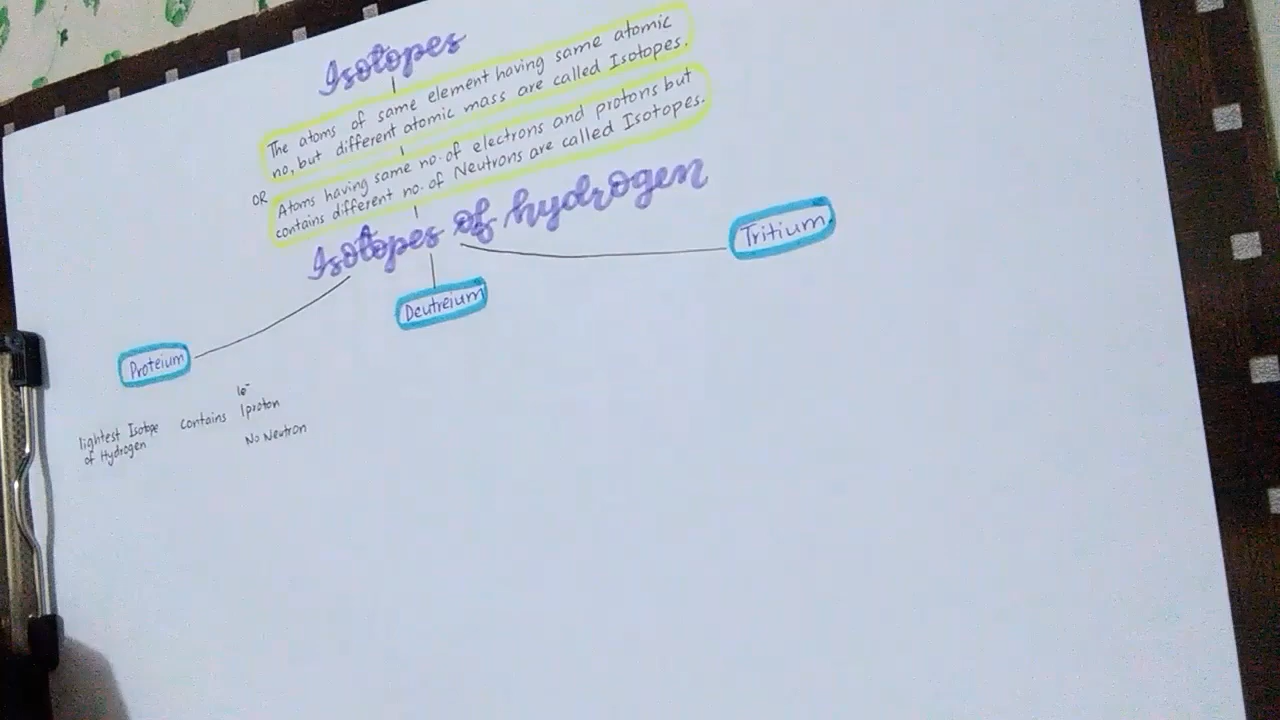 Isotopes
The atoms of same element having same atomic
no, but different atomic mass are called Isotopes.
OR
Atoms having same no. of electrons and protons but
contains different no. of Neutrons are called Isotopes.
Isotopes of hydrogen
Tritium
Deutreium
Proteium
lightest Isotope
of Hydrogen
contains
1e⁻
1proton
No Neutron